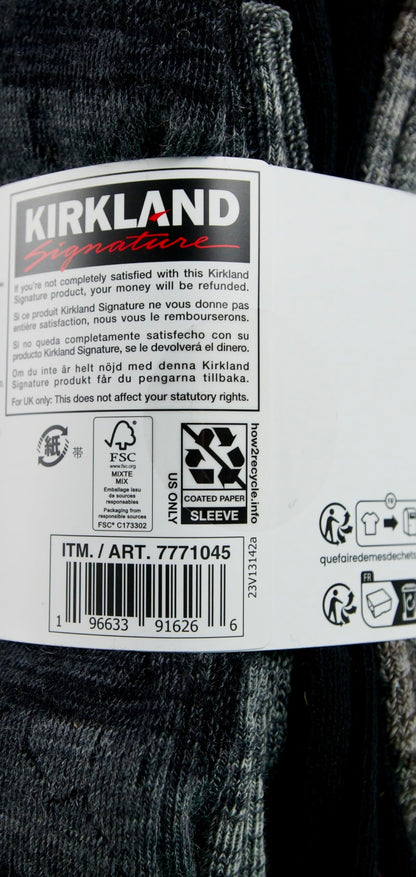 KIRKLAND
Signature
If you're not completely satisfied with this Kirkland
Signature product, your money will be refunded.
Si ce produit Kirkland Signature ne vous donne pas
entière satisfaction, nous vous le rembourserons.
Si no queda completamente satisfecho con su
producto Kirkland Signature, se le devolverá el dinero.
Om du inte är helt nöjd med denna Kirkland
Signature produkt får du pengarna tillbaka.
For UK only: This does not affect your statutory rights.
紙
帯
FSC
www.fsc.org
MIXTE
MIX
Emballage issu
de sources
responsables
Packaging from
responsible sources
FSC® C173302
US ONLY
COATED PAPER
SLEEVE
how2recycle.info
ITM. / ART. 7771045
1 96633 91626 6
23V13142a
FR
quefairedemesdechets
FR